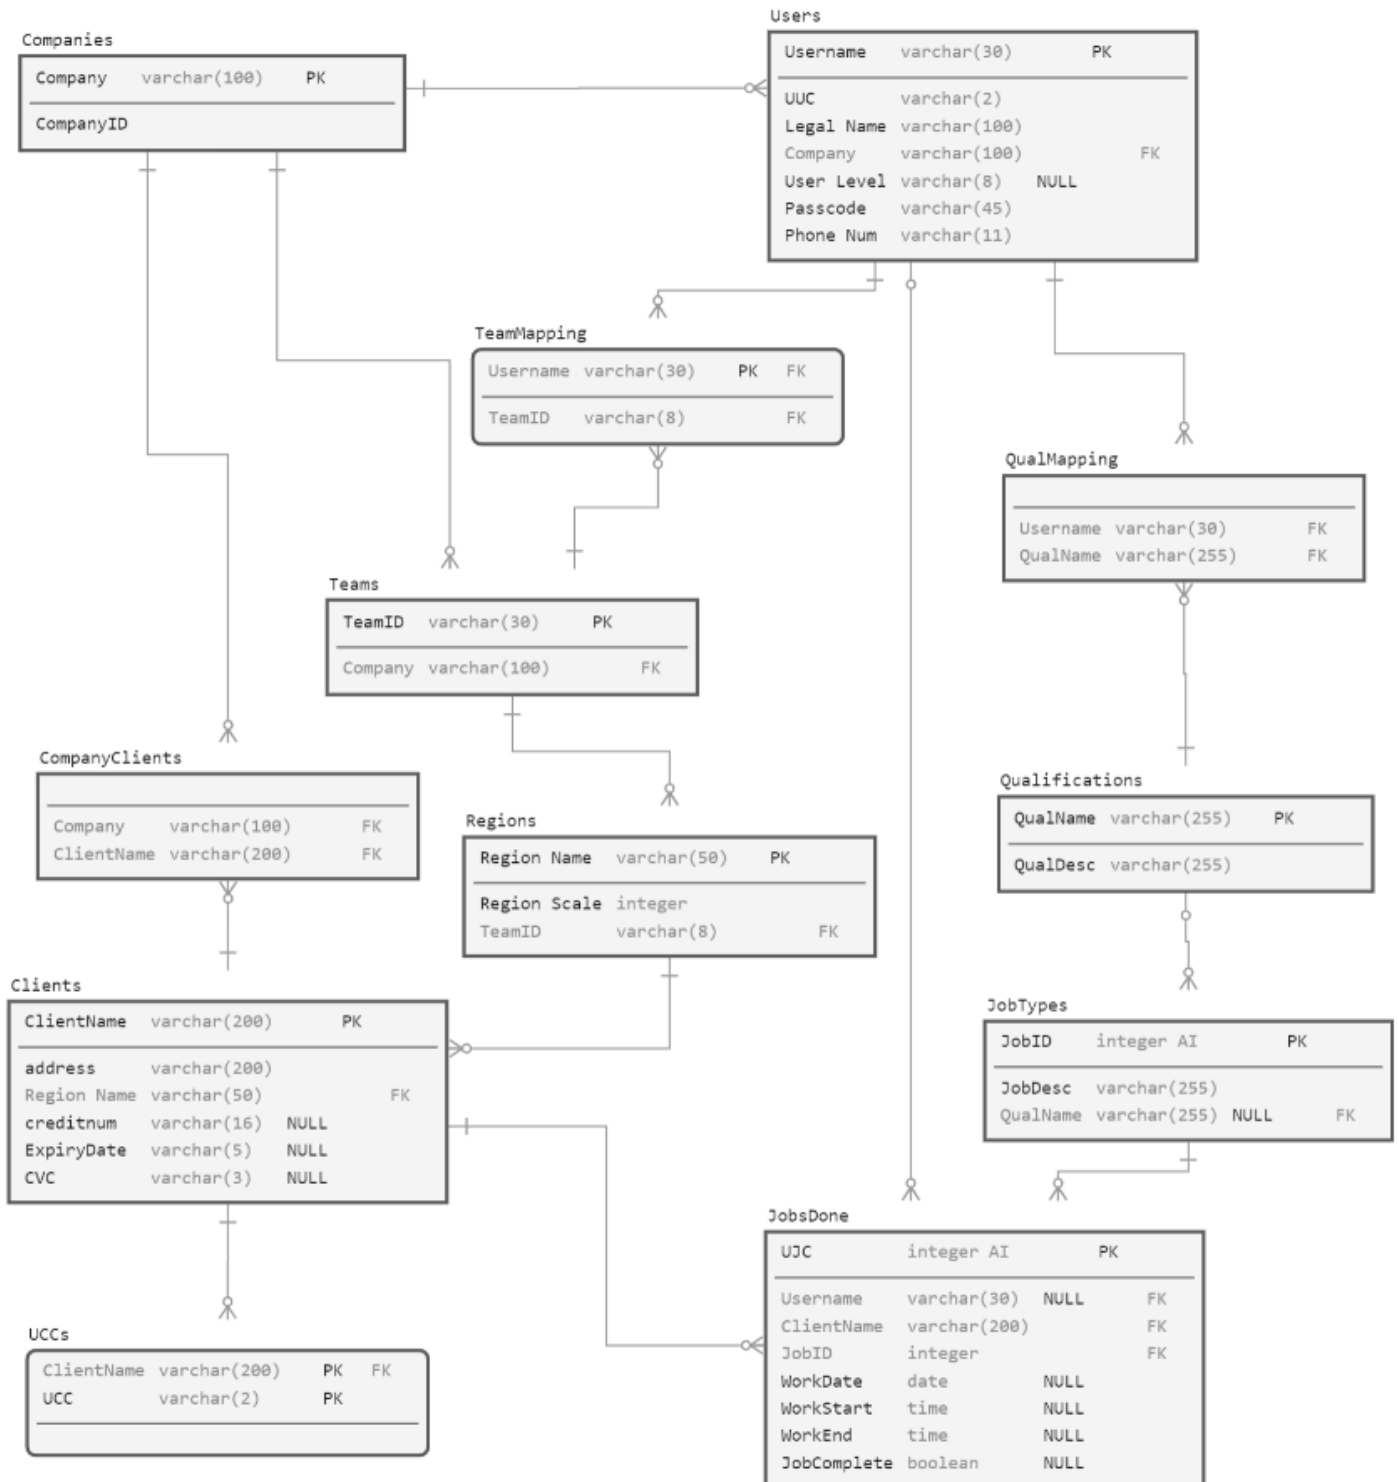 Companies
Company varchar(100) PK
CompanyID
Users
Username varchar(30) PK
UUC varchar(2)
Legal Name varchar(100)
Company varchar(100) FK
User Level varchar(8) NULL
Passcode varchar(45)
Phone Num varchar(11)
TeamMapping
Username varchar(30) PK FK
TeamID varchar(8) FK
QualMapping
Username varchar(30) FK
QualName varchar(255) FK
Teams
TeamID varchar(30) PK
Company varchar(100) FK
CompanyClients
Company varchar(100) FK
ClientName varchar(200) FK
Regions
Region Name varchar(50) PK
Region Scale integer
TeamID varchar(8) FK
Qualifications
QualName varchar(255) PK
QualDesc varchar(255)
Clients
ClientName varchar(200) PK
address varchar(200)
Region Name varchar(50) FK
creditnum varchar(16) NULL
ExpiryDate varchar(5) NULL
CVC varchar(3) NULL
JobTypes
JobID integer AI PK
JobDesc varchar(255)
QualName varchar(255) NULL FK
UCCs
ClientName varchar(200) PK FK
UCC varchar(2) PK
JobsDone
UJC integer AI PK
Username varchar(30) NULL FK
ClientName varchar(200) FK
JobID integer FK
WorkDate date NULL
WorkStart time NULL
WorkEnd time NULL
JobComplete boolean NULL